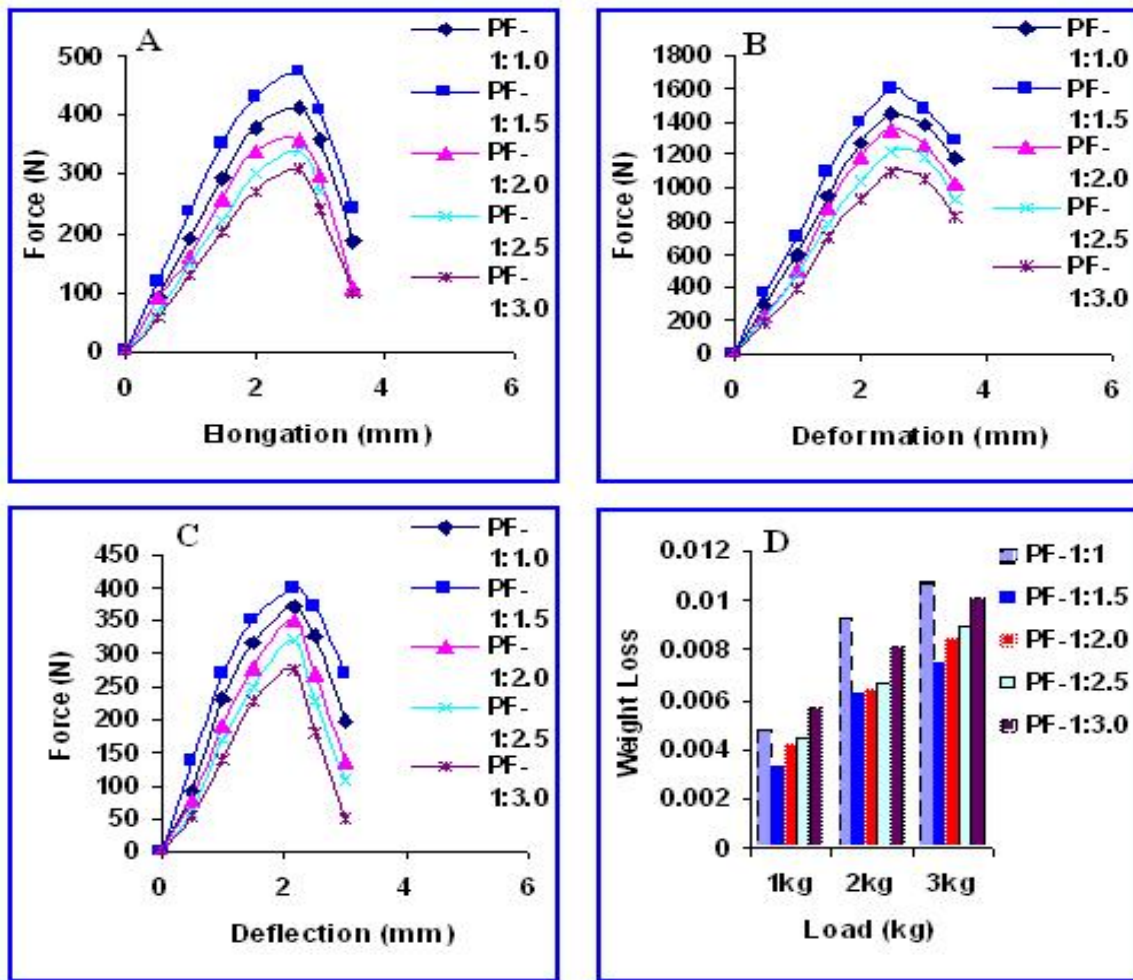 A
500
400
300
200
100
0
Force (N)
0 2 4 6
Elongation (mm)
PF-
1:1.0
PF-
1:1.5
PF-
1:2.0
PF-
1:2.5
PF-
1:3.0
B
1800
1600
1400
1200
1000
800
600
400
200
0
Force (N)
0 2 4 6
Deformation (mm)
PF-
1:1.0
PF-
1:1.5
PF-
1:2.0
PF-
1:2.5
PF-
1:3.0
C
450
400
350
300
250
200
150
100
50
0
Force (N)
0 2 4 6
Deflection (mm)
PF-
1:1.0
PF-
1:1.5
PF-
1:2.0
PF-
1:2.5
PF-
1:3.0
D
0.012
0.01
0.008
0.006
0.004
0.002
0
Weight Loss
1kg 2kg 3kg
Load (kg)
PF-1:1
PF-1:1.5
PF-1:2.0
PF-1:2.5
PF-1:3.0